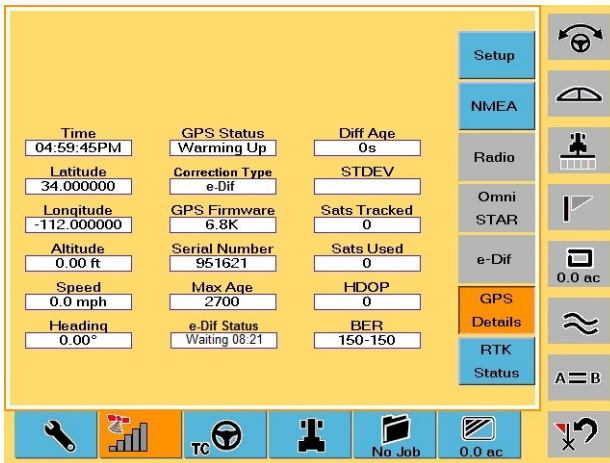 Time
04:59:45PM
Latitude
34.000000
Longitude
-112.000000
Altitude
0.00 ft
Speed
0.0 mph
Heading
0.00°
GPS Status
Warming Up
Correction Type
e-Dif
GPS Firmware
6.8K
Serial Number
951621
Max Age
2700
e-Dif Status
Waiting 08:21
Diff Age
0s
STDEV
Sats Tracked
0
Sats Used
0
HDOP
0
BER
150-150
Setup
NMEA
Radio
Omni
STAR
e-Dif
GPS
Details
RTK
Status
0.0 ac
A=B
TC
No Job
0.0 ac